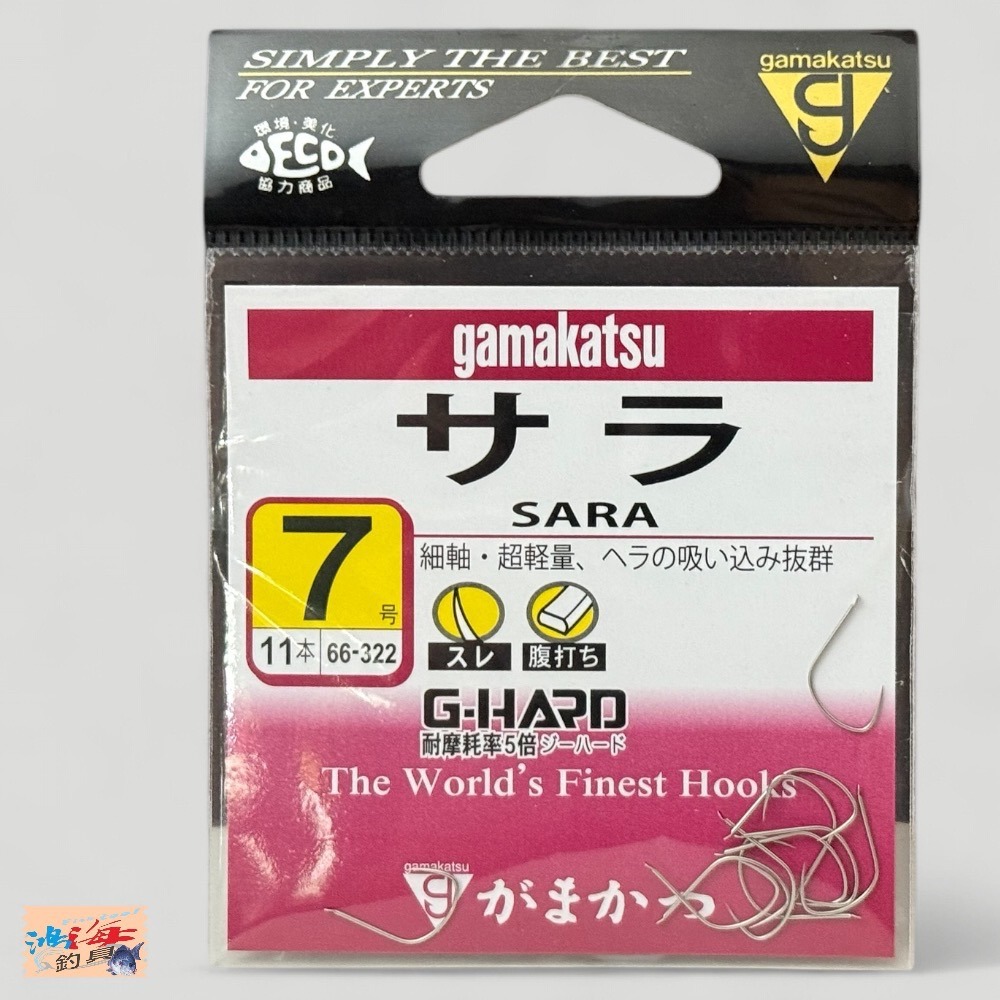 SIMPLY THE BEST
FOR EXPERTS
gamakatsu
g
環境・美化
ECO
協力商品
gamakatsu
サラ
SARA
細軸・超軽量、ヘラの吸い込み抜群
7号
11本 66-322
スレ 腹打ち
G-HARD
耐摩耗率5倍 ジーハード
The World's Finest Hooks
gamakatsu
g
がまかつ
海釣具